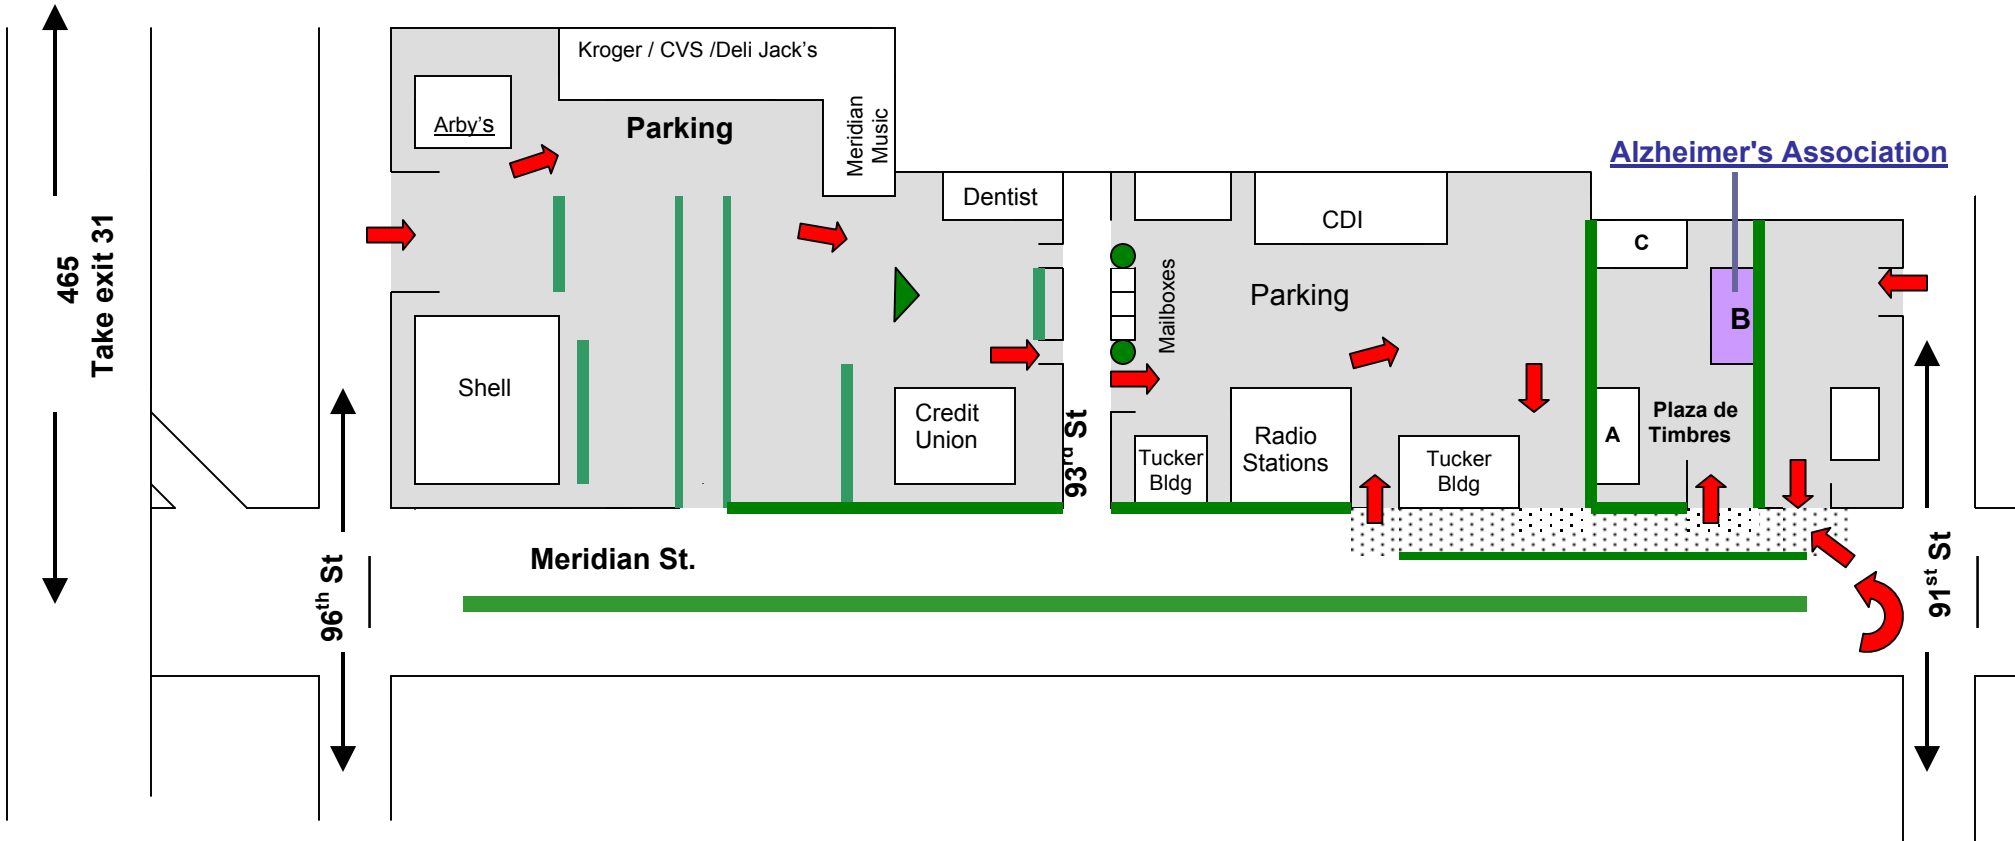 Kroger / CVS /Deli Jack's
Arby's
Parking
Meridian
Music
Alzheimer's Association
Dentist
CDI
C
465
Take exit 31
Mailboxes
Parking
B
Shell
Credit
Union
93rd St
Radio
Stations
Tucker
Bldg
Tucker
Bldg
A
Plaza de
Timbres
Meridian St.
96th St
91st St